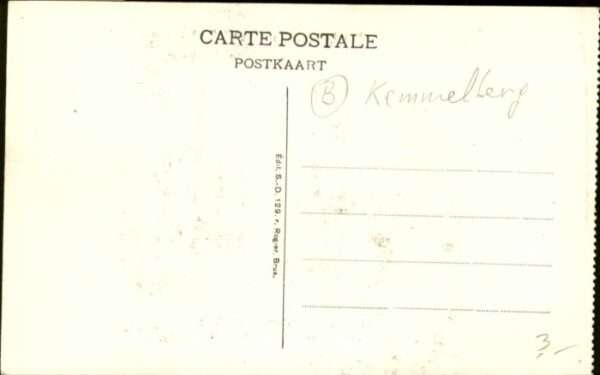 CARTE POSTALE
POSTKAART
B Kemmelberg
Edit. S.-D. 129, r. Rogier, Brux.
3,-